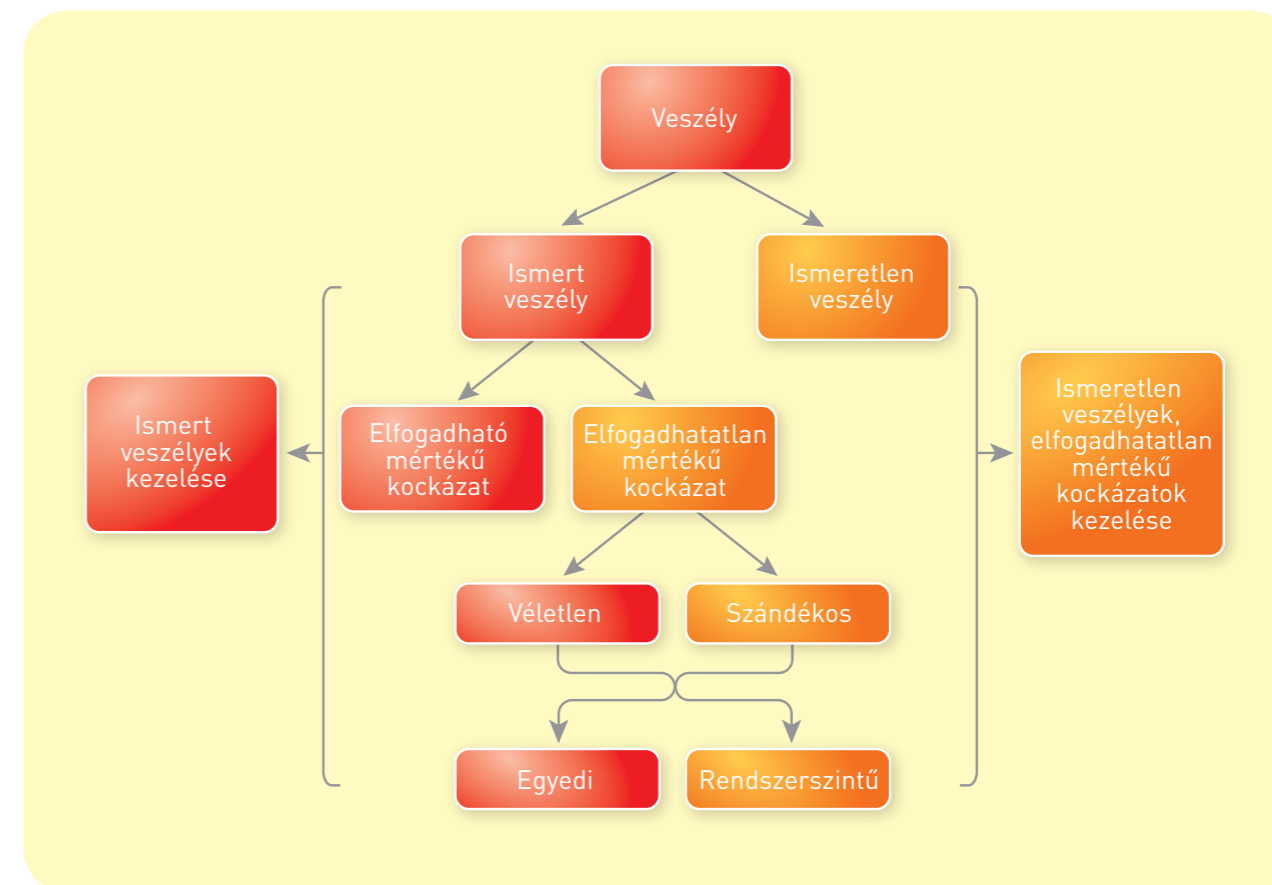 Veszély
Ismert
veszély
Ismeretlen
veszély
Ismert
veszélyek
kezelése
Elfogadható
mértékű
kockázat
Elfogadhatatlan
mértékű
kockázat
Ismeretlen
veszélyek,
elfogadhatatlan
mértékű
kockázatok
kezelése
Véletlen
Szándékos
Egyedi
Rendszerszintű